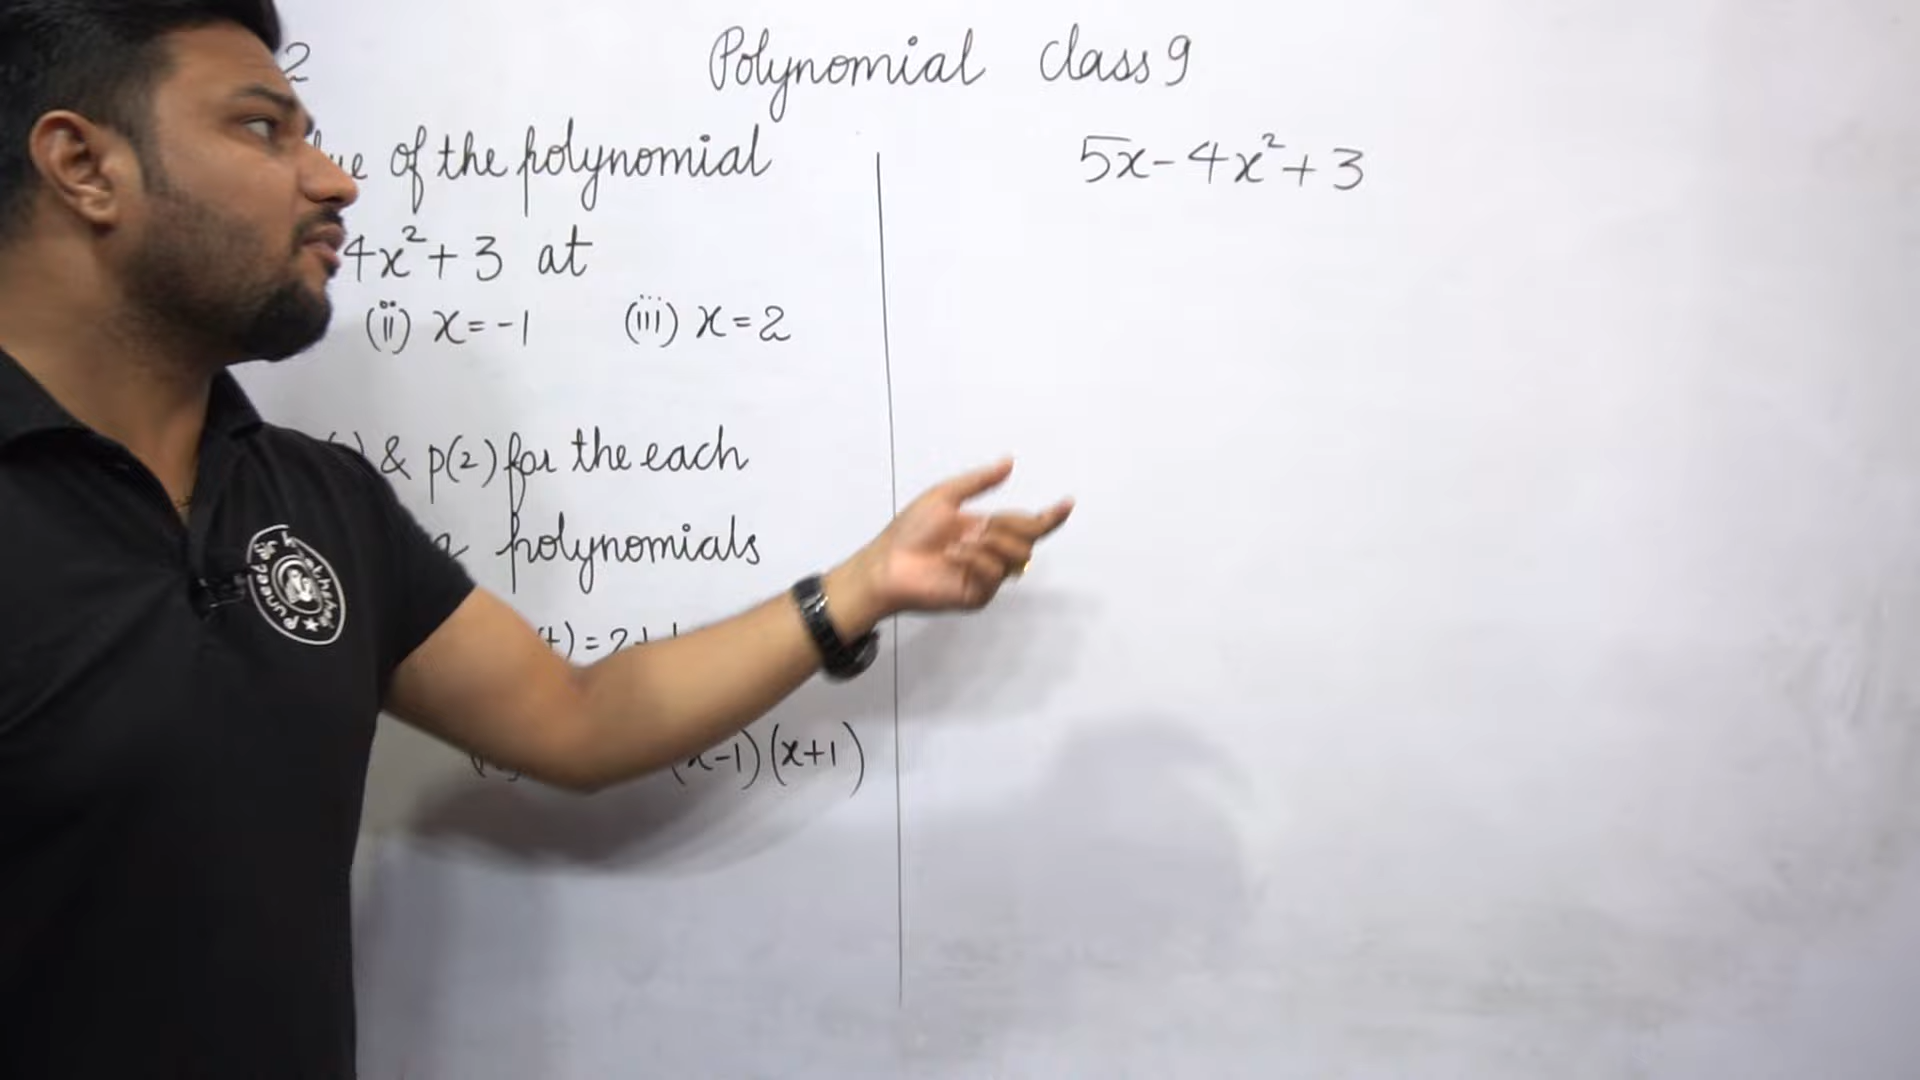 2
Polynomial Class 9
of the polynomial
4x²+3 at
(ii) x=-1 (iii) x=2
& p(2) for the each
polynomials
(x-1)(x+1)
5x-4x²+3